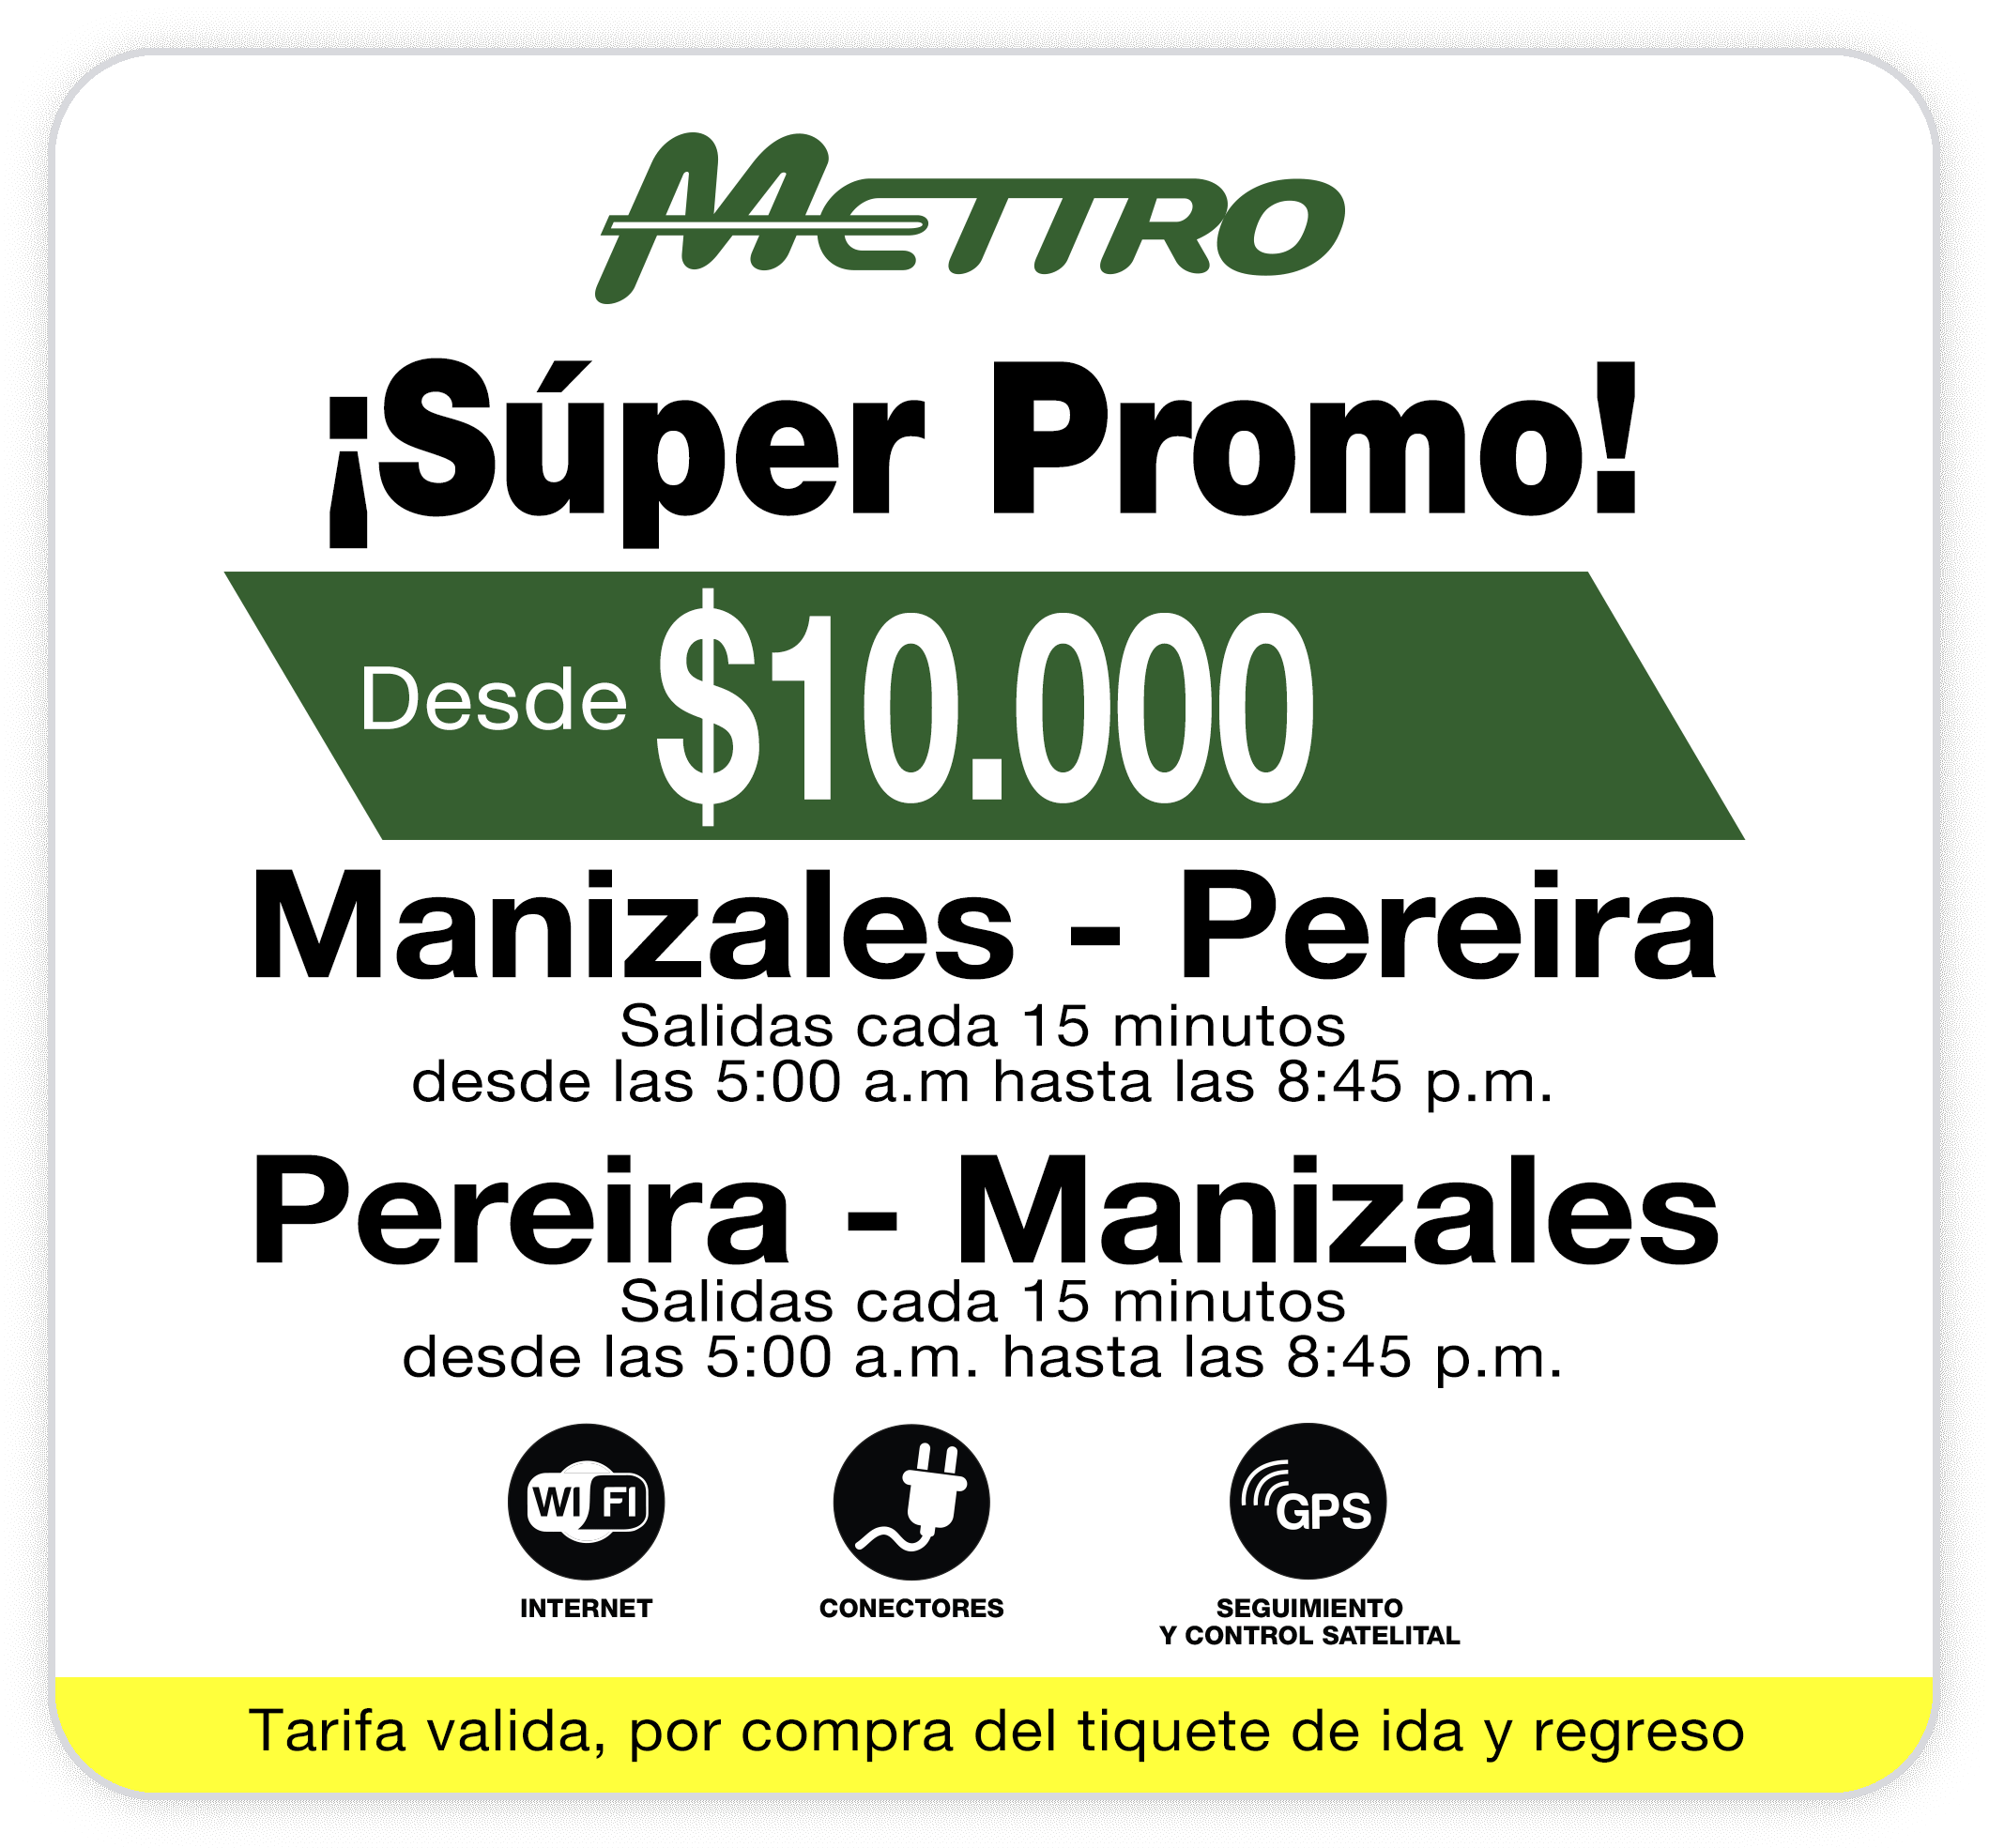 METTRO
¡Súper Promo!
Desde $10.000
Manizales - Pereira
Salidas cada 15 minutos
desde las 5:00 a.m hasta las 8:45 p.m.
Pereira - Manizales
Salidas cada 15 minutos
desde las 5:00 a.m. hasta las 8:45 p.m.
WI FI
GPS
INTERNET
CONECTORES
SEGUIMIENTO
Y CONTROL SATELITAL
Tarifa valida, por compra del tiquete de ida y regreso